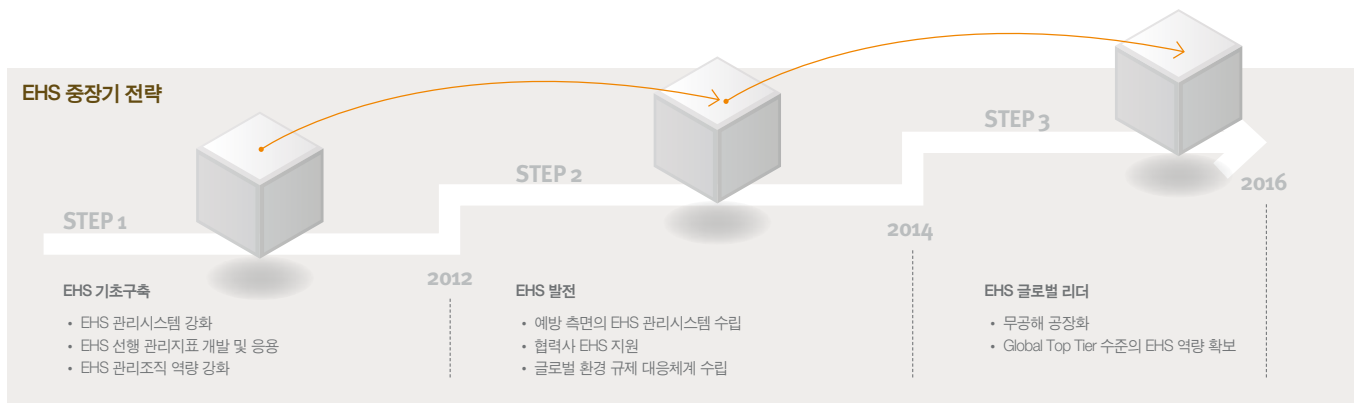 EHS 중장기 전략
STEP 1
2012
EHS 기초구축
• EHS 관리시스템 강화
• EHS 선행 관리지표 개발 및 응용
• EHS 관리조직 역량 강화
STEP 2
2014
EHS 발전
• 예방 측면의 EHS 관리시스템 수립
• 협력사 EHS 지원
• 글로벌 환경 규제 대응체계 수립
STEP 3
2016
EHS 글로벌 리더
• 무공해 공장화
• Global Top Tier 수준의 EHS 역량 확보